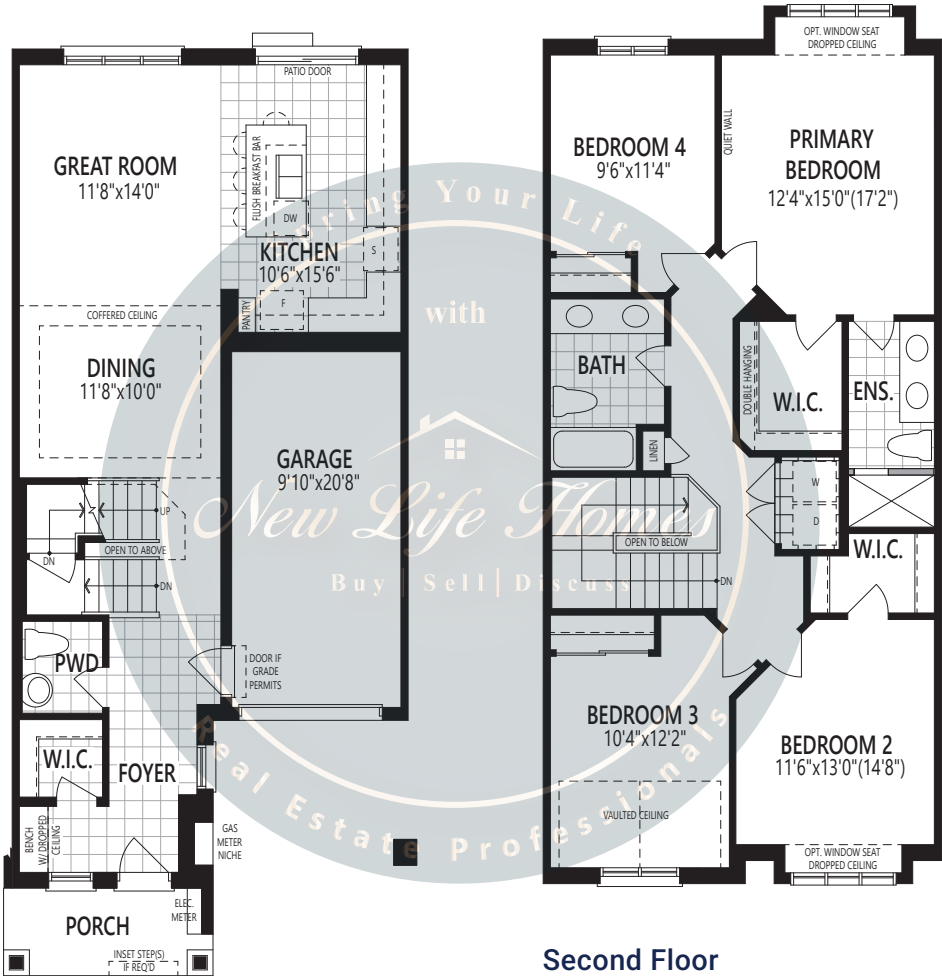 PATIO DOOR
GREAT ROOM
11'8"x14'0"
FLUSH BREAKFAST BAR
DW
KITCHEN
10'6"x15'6"
S
F
PANTRY
COFFERED CEILING
DINING
11'8"x10'0"
GARAGE
9'10"x20'8"
UP
OPEN TO ABOVE
DN
DN
PWD
DOOR IF
GRADE
PERMITS
W.I.C.
FOYER
BENCH
W/ DROPPED
CEILING
GAS
METER
NICHE
ELEC.
METER
PORCH
INSET STEP(S)
IF REQ'D
OPT. WINDOW SEAT
DROPPED CEILING
QUIET WALL
BEDROOM 4
9'6"x11'4"
PRIMARY
BEDROOM
12'4"x15'0"(17'2")
BATH
LINEN
DOUBLE HANGING
W.I.C.
ENS.
W
D
OPEN TO BELOW
DN
W.I.C.
BEDROOM 3
10'4"x12'2"
VAULTED CEILING
BEDROOM 2
11'6"x13'0"(14'8")
OPT. WINDOW SEAT
DROPPED CEILING
Second Floor
Bring Your Life
with
New Life Homes
Buy | Sell | Discuss
Real Estate Professionals